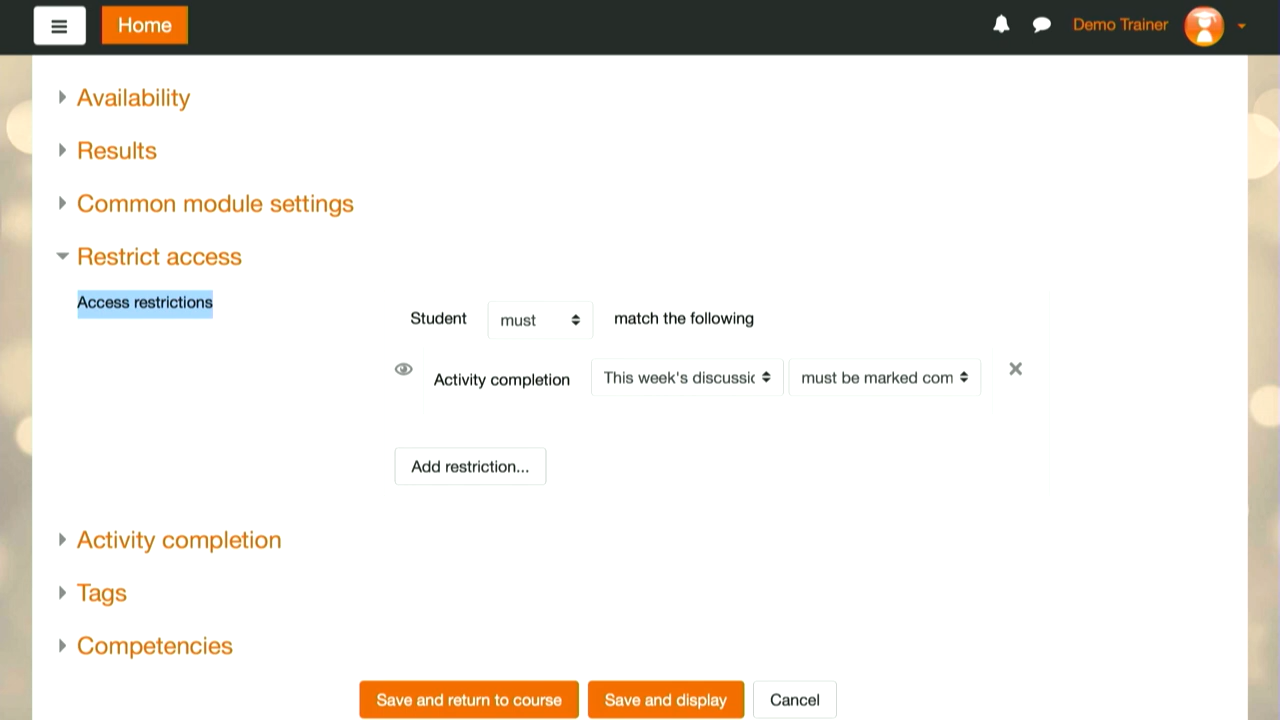 Home
Demo Trainer
Availability
Results
Common module settings
Restrict access
Access restrictions
Student must match the following
Activity completion This week's discussic must be marked com
Add restriction...
Activity completion
Tags
Competencies
Save and return to course Save and display Cancel